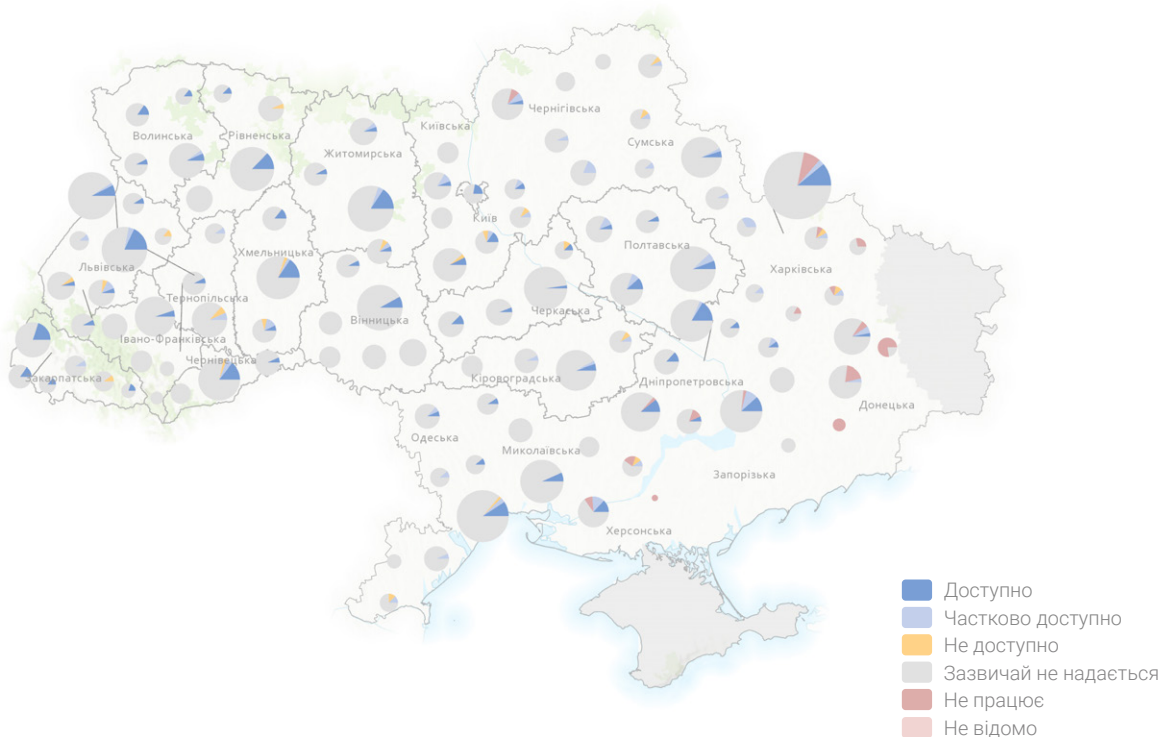 Чернігівська
Київська
Волинська
Рівненська
Сумська
Житомирська
Київ
Полтавська
Хмельницька
Львівська
Харківська
Тернопільська
Черкаська
Вінницька
Івано-Франківська
Чернівецька
Закарпатська
Кіровоградська
Дніпропетровська
Донецька
Одеська
Миколаївська
Запорізька
Херсонська
Доступно
Частково доступно
Не доступно
Зазвичай не надається
Не працює
Не відомо